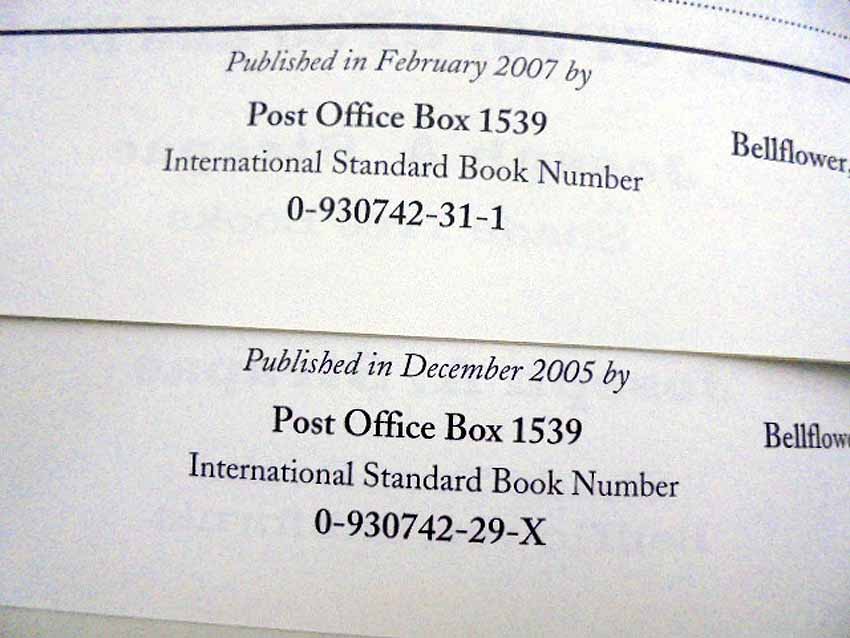 Published in February 2007 by
Post Office Box 1539
Bellflower,
International Standard Book Number
0-930742-31-1
Published in December 2005 by
Post Office Box 1539
Bellflow
International Standard Book Number
0-930742-29-X